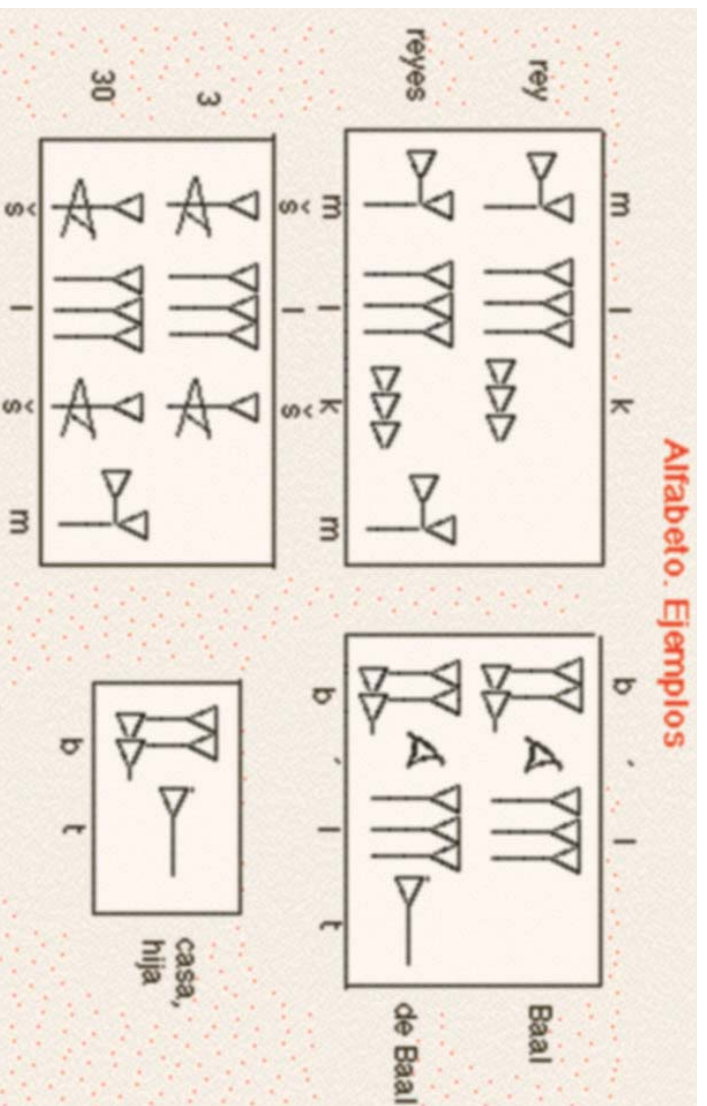 Alfabeto. Ejemplos
m l k
rey 𐎎 𐎍 𐎋
reyes 𐎎 𐎍 𐎋 𐎎
m l k m
b ´ l
𐎁 𐎓 𐎍 Baal
𐎁 𐎓 𐎍 𐎚 de Baal
b ´ l t
š l š
3 𐎘 𐎍 𐎘
30 𐎘 𐎍 𐎘 𐎎
š l š m
𐎁 𐎚 casa,
hija
b t